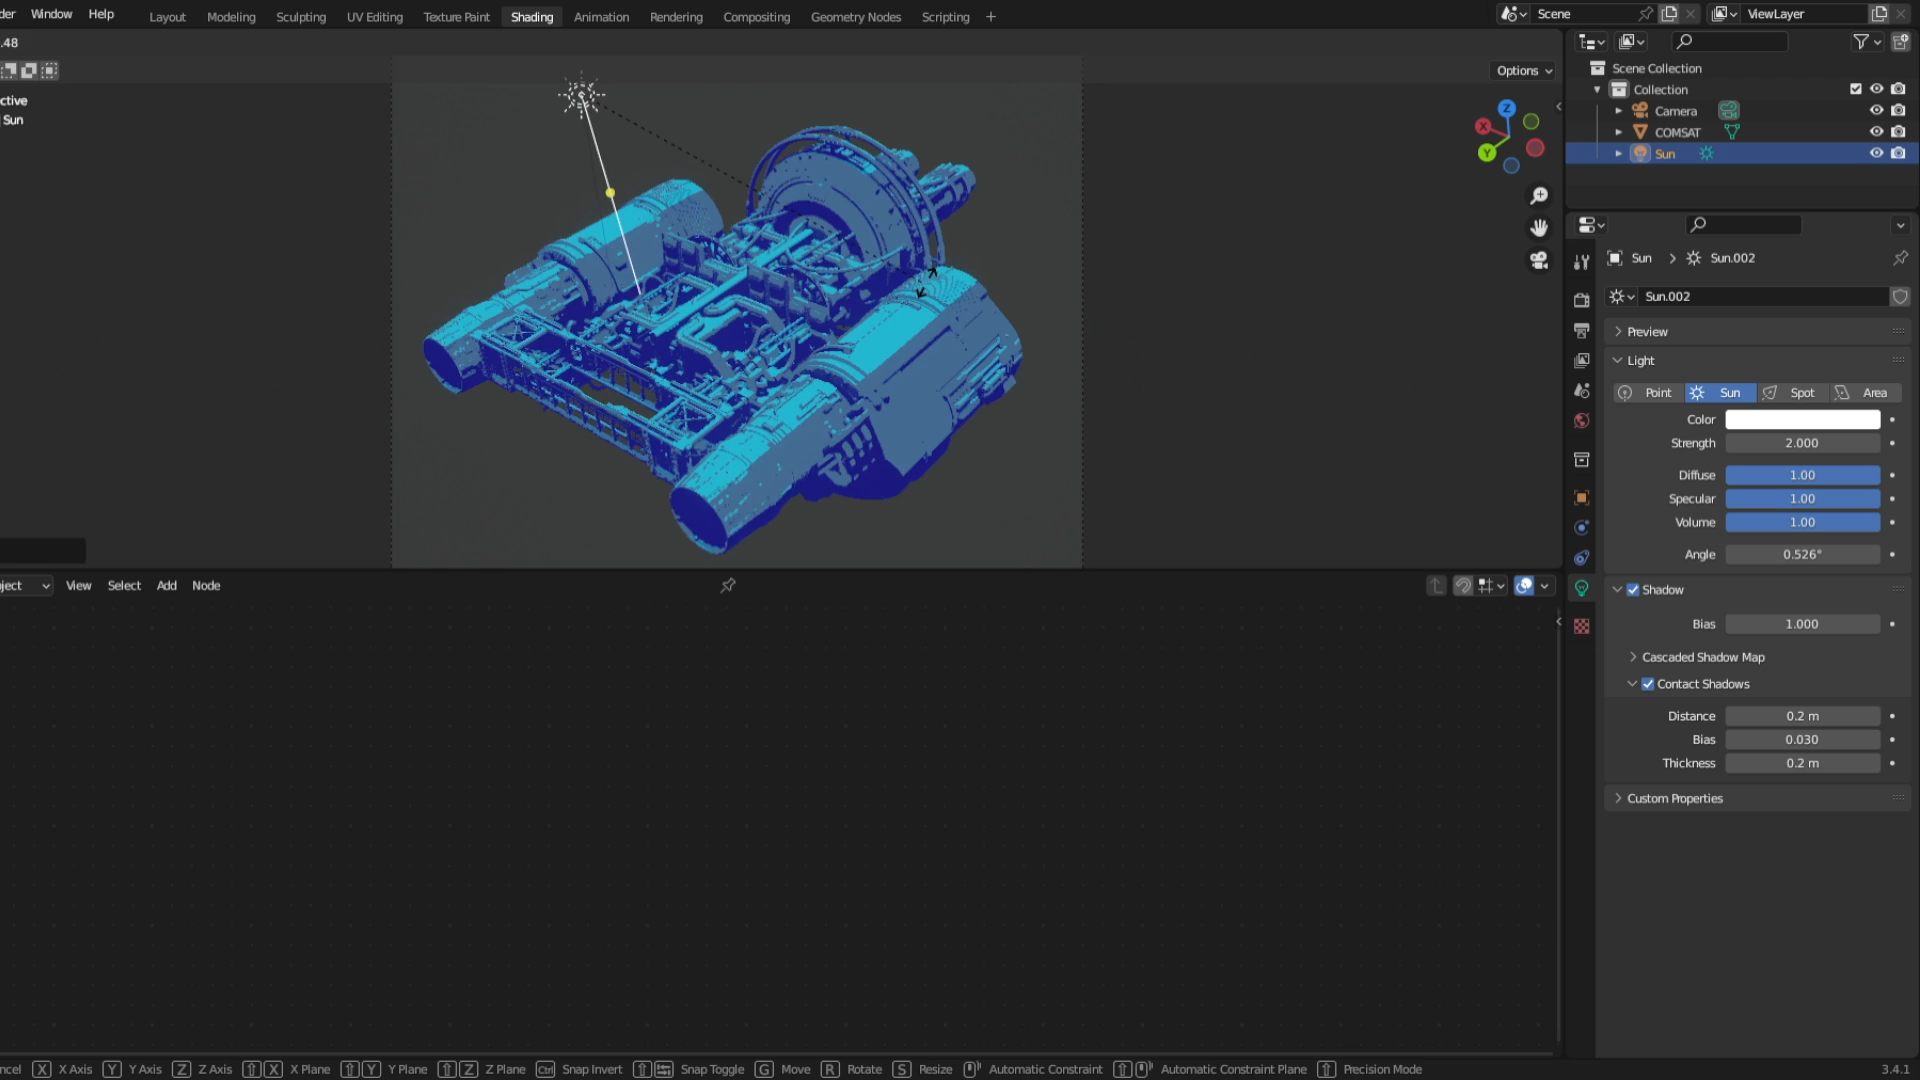 der Window Help Layout Modeling Sculpting UV Editing Texture Paint Shading Animation Rendering Compositing Geometry Nodes Scripting + Scene ViewLayer
.48
Options
ctive
Sun
Z
X
Y
Scene Collection
Collection
Camera
COMSAT
Sun
Sun > Sun.002
Sun.002
Preview
Light
Point Sun Spot Area
Color
Strength 2.000
Diffuse 1.00
Specular 1.00
Volume 1.00
Angle 0.526°
Shadow
Bias 1.000
Cascaded Shadow Map
Contact Shadows
Distance 0.2 m
Bias 0.030
Thickness 0.2 m
Custom Properties
ject View Select Add Node
ncel X X Axis Y Y Axis Z Z Axis X X Plane Y Y Plane Z Z Plane Ctrl Snap Invert Snap Toggle G Move R Rotate S Resize Automatic Constraint Automatic Constraint Plane Precision Mode 3.4.1